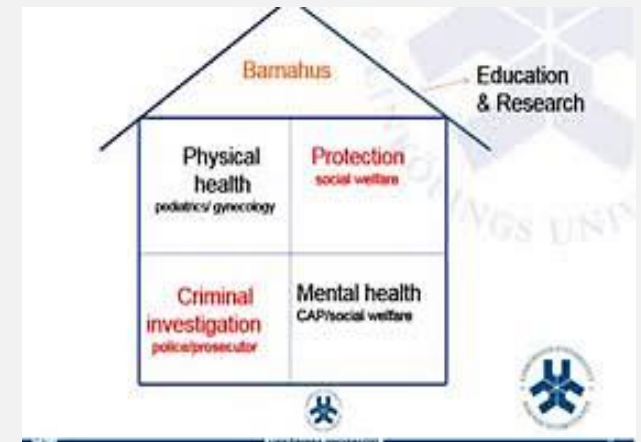 Barnahus
Education
& Research
Physical
health
pediatrics/ gynecology
Protection
social welfare
Criminal
investigation
police/prosecutor
Mental health
CAP/social welfare